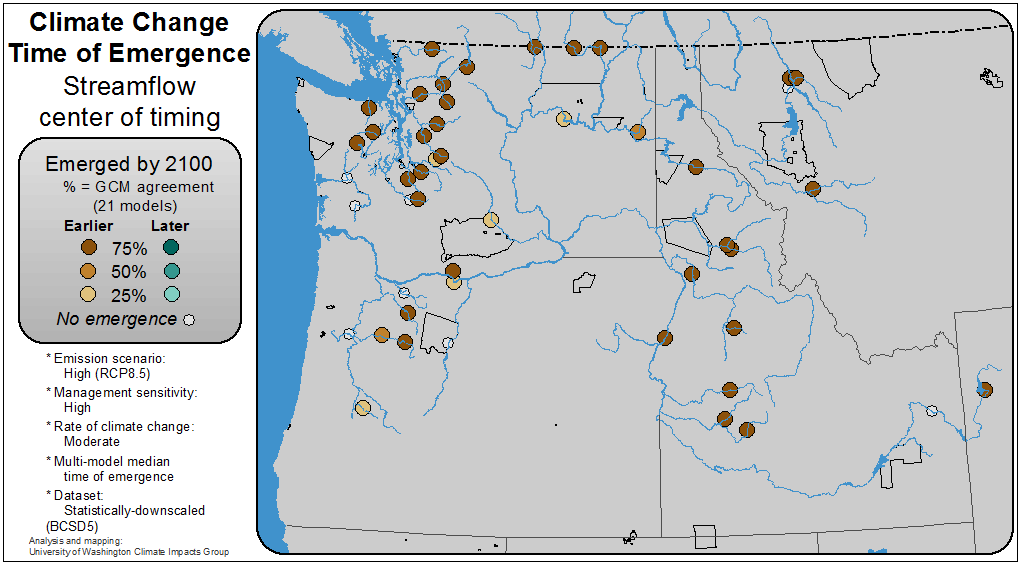 Climate Change
Time of Emergence
Streamflow
center of timing
Emerged by 2100
% = GCM agreement
(21 models)
Earlier Later
75%
50%
25%
No emergence
* Emission scenario:
High (RCP8.5)
* Management sensitivity:
High
* Rate of climate change:
Moderate
* Multi-model median
time of emergence
* Dataset:
Statistically-downscaled
(BCSD5)
Analysis and mapping:
University of Washington Climate Impacts Group